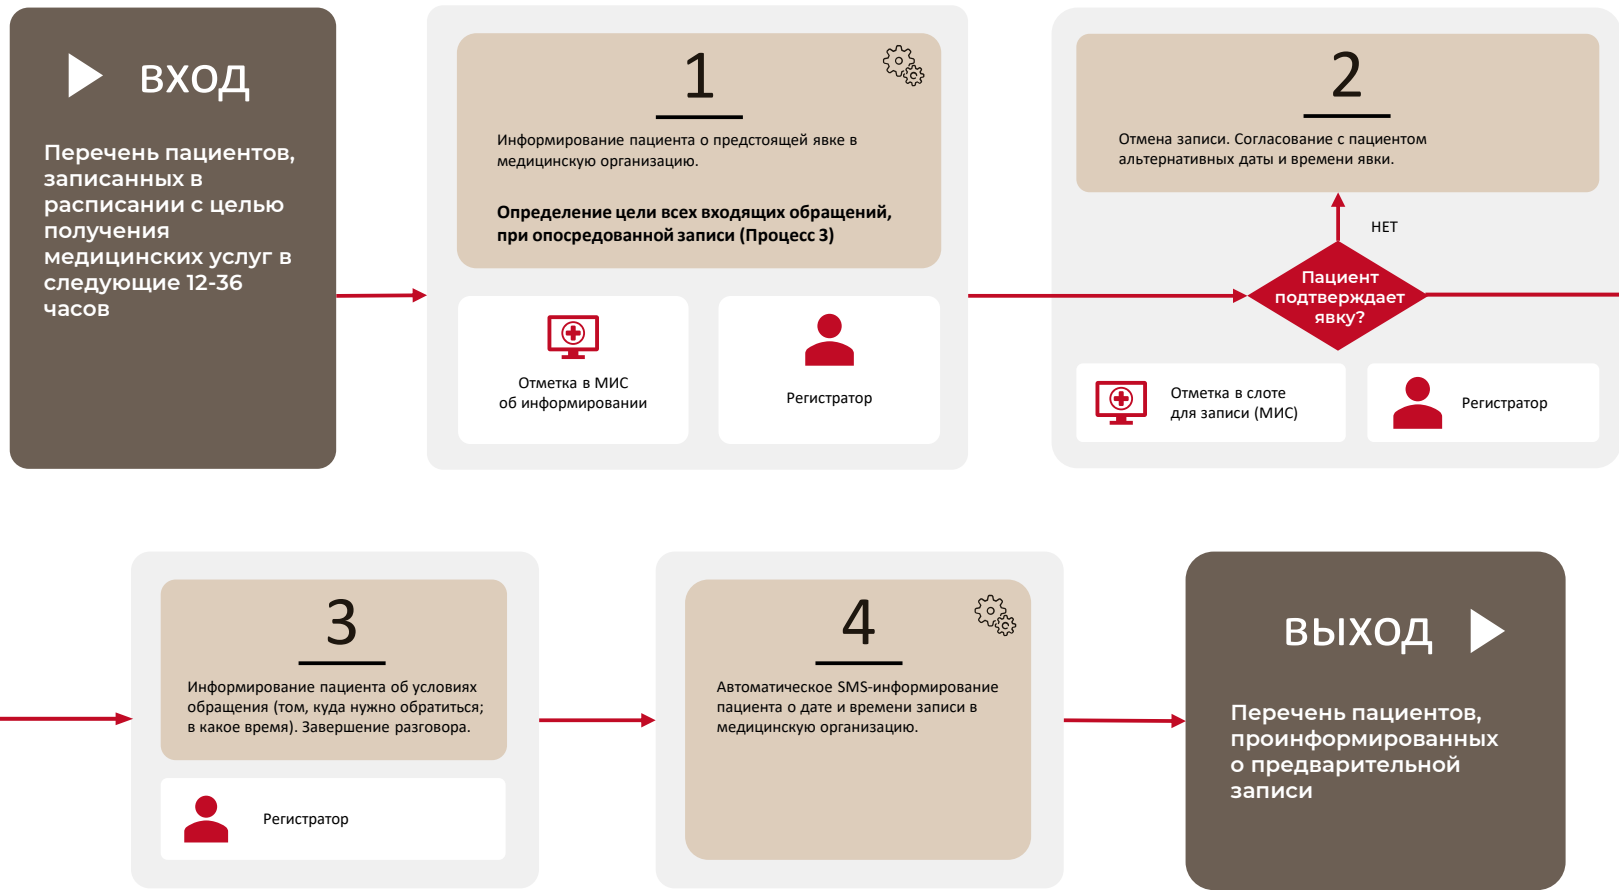 ВХОД
Перечень пациентов,
записанных в
расписании с целью
получения
медицинских услуг в
следующие 12-36
часов
1
Информирование пациента о предстоящей явке в
медицинскую организацию.
Определение цели всех входящих обращений,
при опосредованной записи (Процесс 3)
Отметка в МИС
об информировании
Регистратор
2
Отмена записи. Согласование с пациентом
альтернативных даты и времени явки.
НЕТ
Пациент
подтверждает
явку?
Отметка в слоте
для записи (МИС)
Регистратор
3
Информирование пациента об условиях
обращения (том, куда нужно обратиться;
в какое время). Завершение разговора.
Регистратор
4
Автоматическое SMS-информирование
пациента о дате и времени записи в
медицинскую организацию.
ВЫХОД
Перечень пациентов,
проинформированных
о предварительной
записи